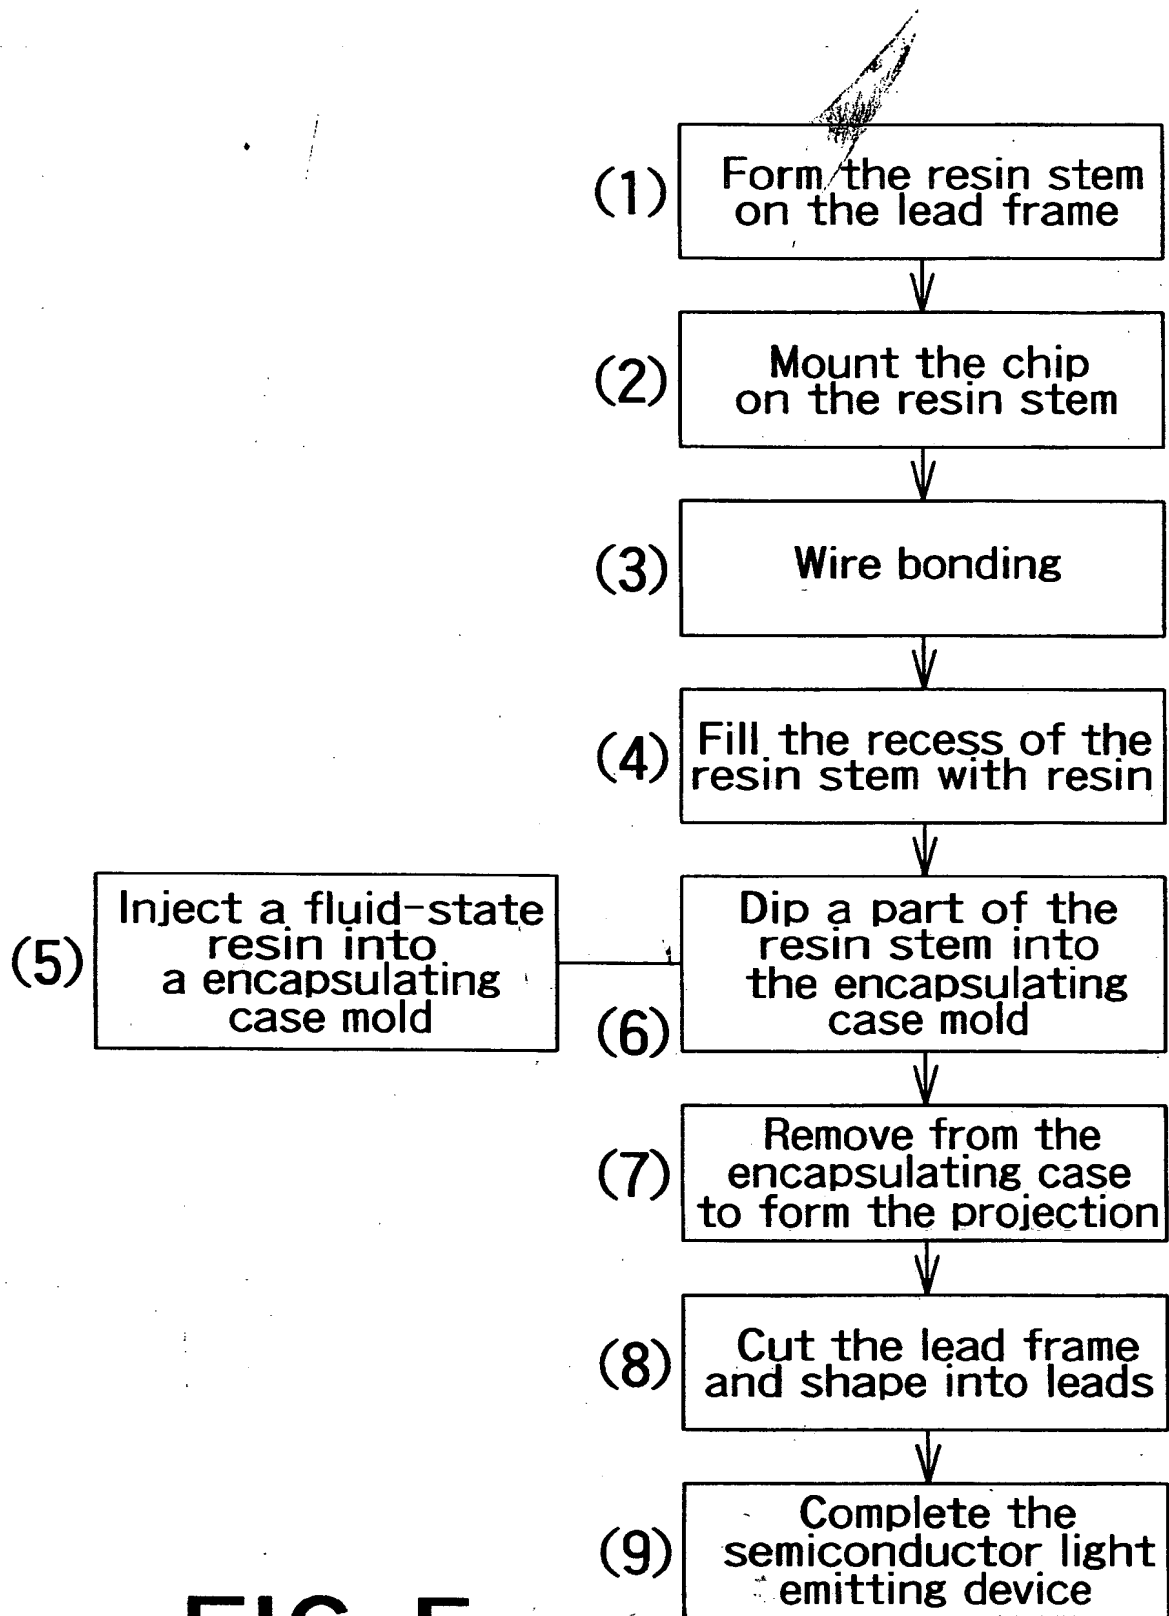 (1)
Form the resin stem
on the lead frame
(2)
Mount the chip
on the resin stem
(3)
Wire bonding
(4)
Fill the recess of the
resin stem with resin
(5)
Inject a fluid-state
resin into
a encapsulating
case mold
(6)
Dip a part of the
resin stem into
the encapsulating
case mold
(7)
Remove from the
encapsulating case
to form the projection
(8)
Cut the lead frame
and shape into leads
(9)
Complete the
semiconductor light
emitting device